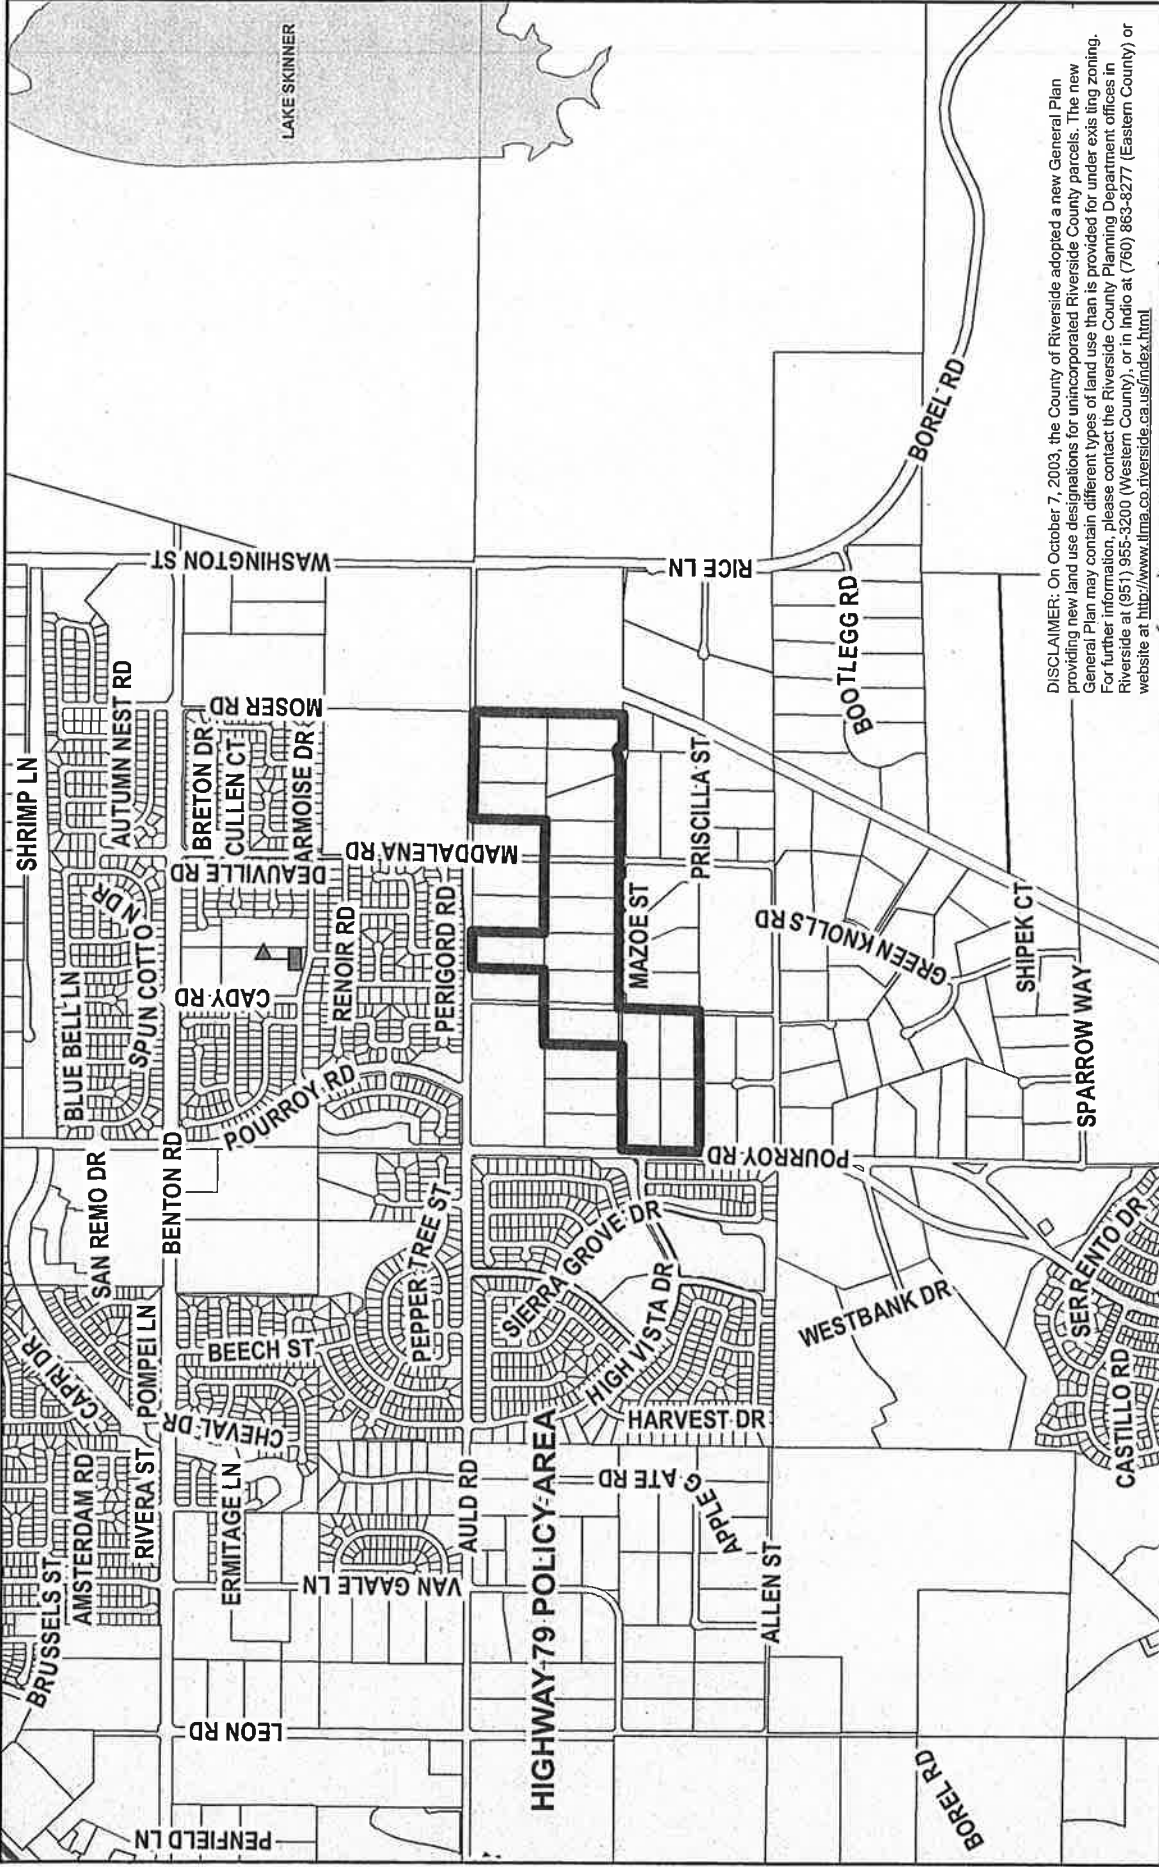 LAKE SKINNER
SHRIMP LN
WASHINGTON ST
AUTUMN NEST RD
MOSER RD
BRETON DR
CULLEN CT
ARMOISE DR
BLUE BELL LN
SPUN COTTO N DR
DEAUVILLE RD
MADDALENA RD
CADY RD
RENOIR RD
PERIGORD RD
POURROY RD
SAN REMO DR
BENTON RD
CAPRI DR
POMPEI LN
BEECH ST
PEPPER TREE ST
CHEVAL DR
BRUSSELS ST
AMSTERDAM RD
RIVERA ST
ERMITAGE LN
VAN GAALE LN
AULD RD
LEON RD
PENFIELD LN
HIGHWAY 79 POLICY AREA
SIERRA GROVE DR
HIGH VISTA DR
HARVEST DR
APPLEG ATE RD
ALLEN ST
MAZOE ST
PRISCILLA ST
RICE LN
BOREL RD
BOOTLEGG RD
GREEN KNOLLS RD
SHIPEK CT
SPARROW WAY
POURROY RD
WESTBANK DR
SERRENTO DR
CASTILLO RD
BOREL RD
DISCLAIMER: On October 7, 2003, the County of Riverside adopted a new General Plan
providing new land use designations for unincorporated Riverside County parcels. The new
General Plan may contain different types of land use than is provided for under exis ting zoning.
For further information, please contact the Riverside County Planning Department offices in
Riverside at (951) 955-3200 (Western County), or in Indio at (760) 863-8277 (Eastern County) or
website at http://www.tlma.co.riverside.ca.us/index.html